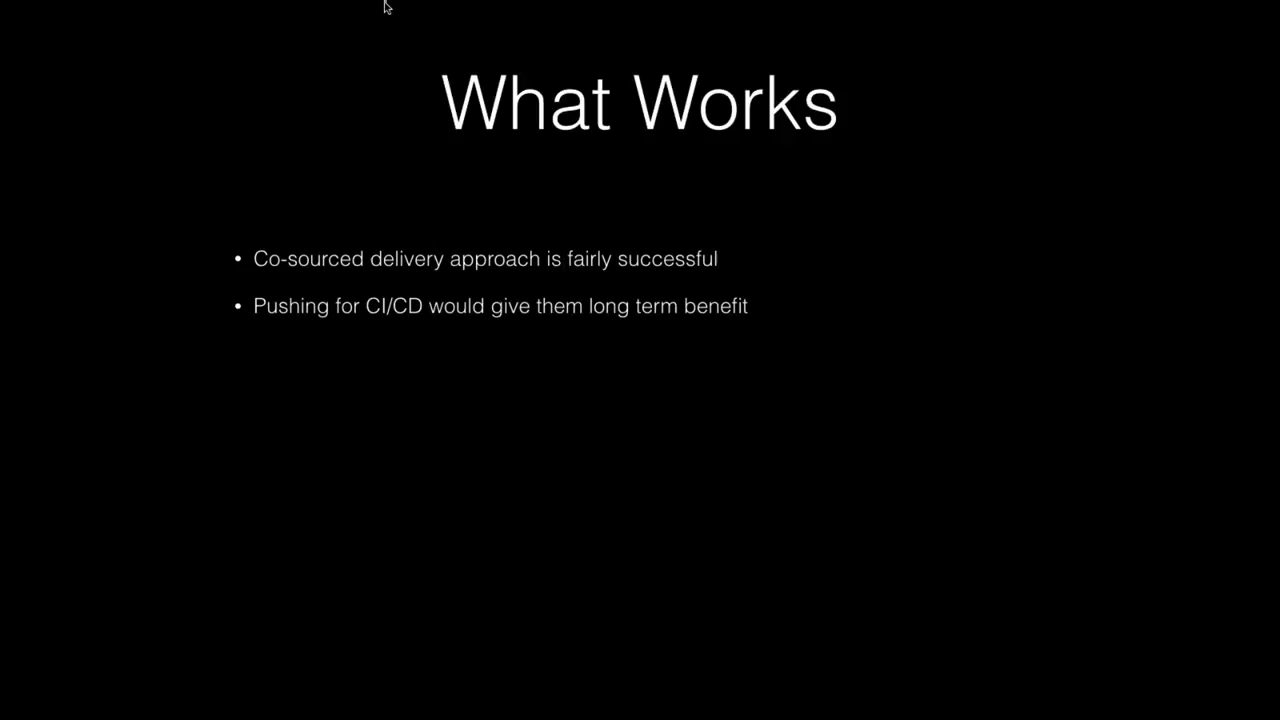 What Works
• Co-sourced delivery approach is fairly successful
• Pushing for CI/CD would give them long term benefit